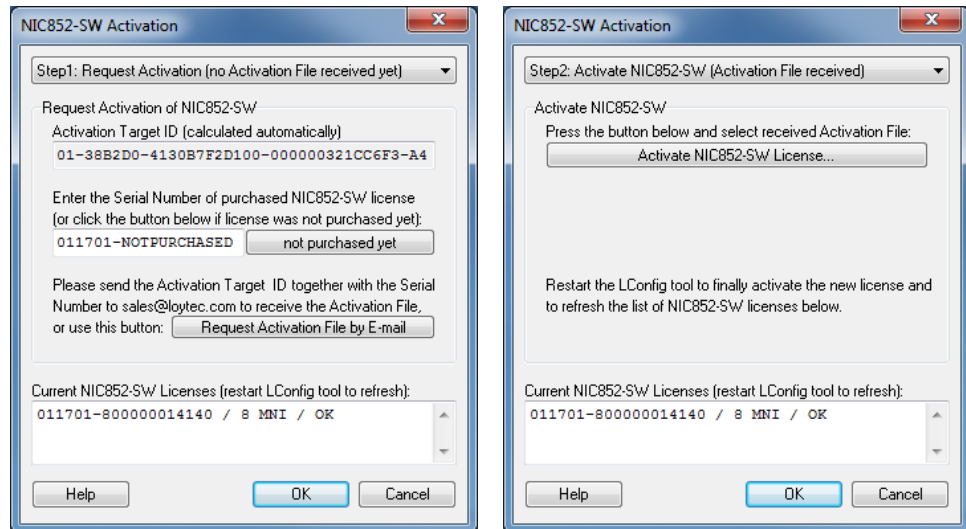 NIC852-SW Activation
Step1: Request Activation (no Activation File received yet)
Request Activation of NIC852-SW
Activation Target ID (calculated automatically)
01-38B2D0-4130B7F2D100-000000321CC6F3-A4
Enter the Serial Number of purchased NIC852-SW license
(or click the button below if license was not purchased yet):
011701-NOTPURCHASED not purchased yet
Please send the Activation Target ID together with the Serial
Number to sales@loytec.com to receive the Activation File,
or use this button: Request Activation File by E-mail
Current NIC852-SW Licenses (restart LConfig tool to refresh):
011701-800000014140 / 8 MNI / OK
Help OK Cancel
NIC852-SW Activation
Step2: Activate NIC852-SW (Activation File received)
Activate NIC852-SW
Press the button below and select received Activation File:
Activate NIC852-SW License...
Restart the LConfig tool to finally activate the new license and
to refresh the list of NIC852-SW licenses below.
Current NIC852-SW Licenses (restart LConfig tool to refresh):
011701-800000014140 / 8 MNI / OK
Help OK Cancel